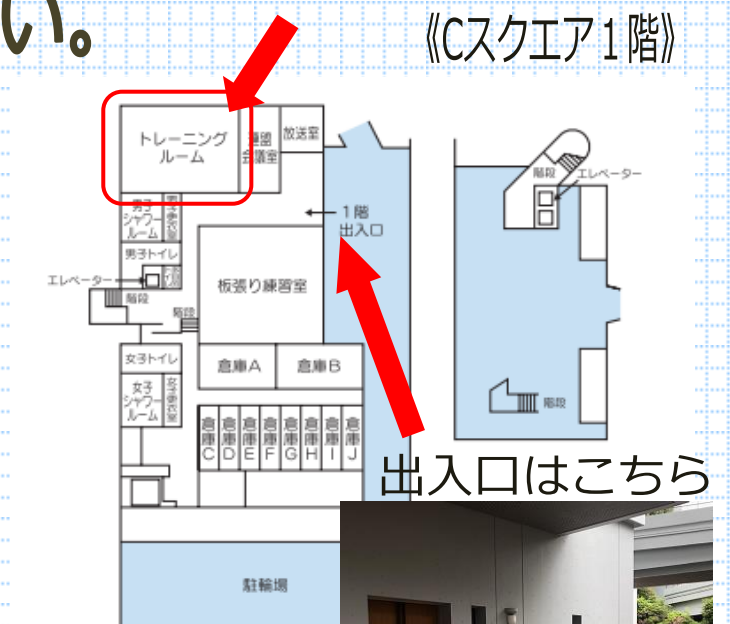 い。
《Cスクエア１階》
トレーニング
ルーム
連盟
会議室
放送室
階段
エレベーター
男子
シャワー
ルーム
男子更衣室
１階
出入口
男子トイレ
エレベーター
板張り練習室
階段
階段
女子トイレ
倉庫A
倉庫B
女子
シャワー
ルーム
女子更衣室
階段
倉庫C
倉庫D
倉庫E
倉庫F
倉庫G
倉庫H
倉庫I
倉庫J
出入口はこちら
駐輪場